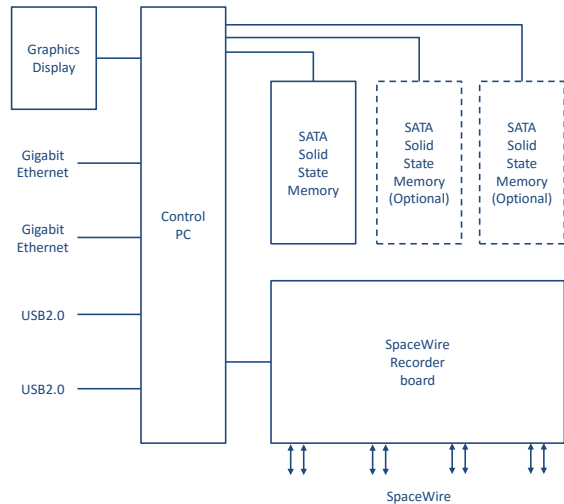 Graphics
Display
Gigabit
Ethernet
Gigabit
Ethernet
USB2.0
USB2.0
Control
PC
SATA
Solid
State
Memory
SATA
Solid
State
Memory
(Optional)
SATA
Solid
State
Memory
(Optional)
SpaceWire
Recorder
board
SpaceWire